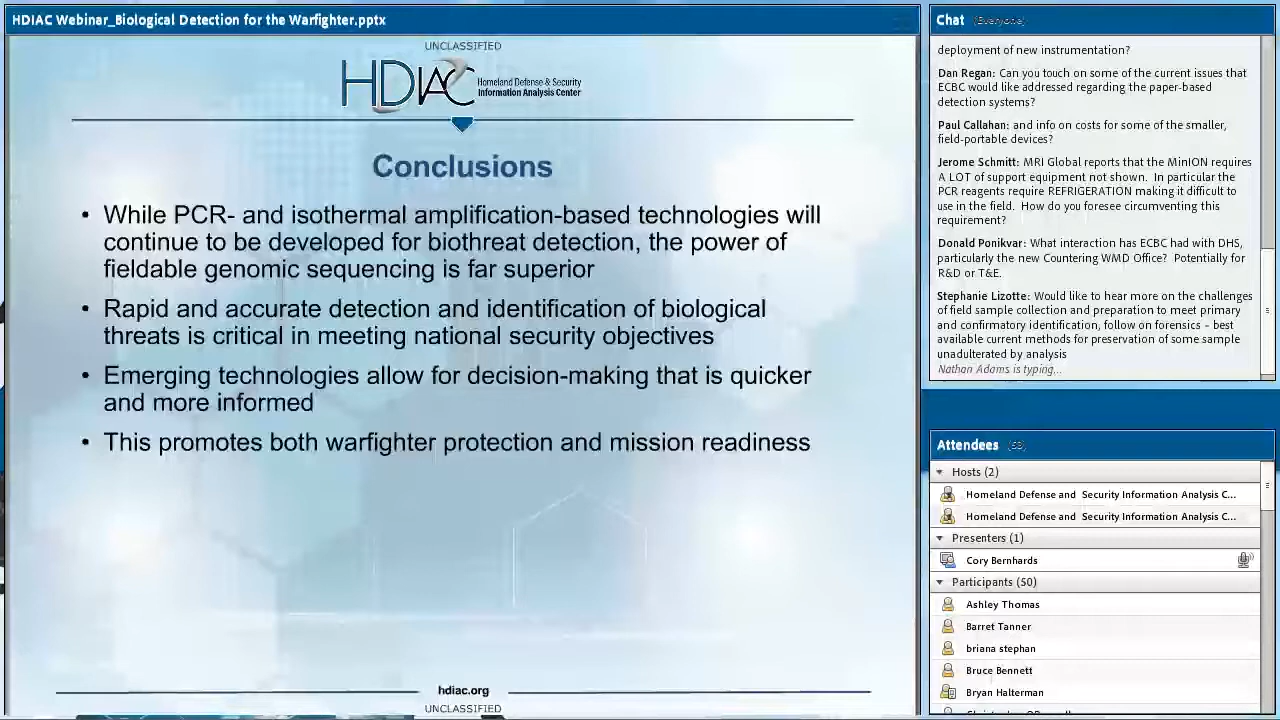 HDIAC Webinar_Biological Detection for the Warfighter.pptx
UNCLASSIFIED
HDIAC
Homeland Defense & Security
Information Analysis Center
Conclusions
• While PCR- and isothermal amplification-based technologies will
continue to be developed for biothreat detection, the power of
fieldable genomic sequencing is far superior
• Rapid and accurate detection and identification of biological
threats is critical in meeting national security objectives
• Emerging technologies allow for decision-making that is quicker
and more informed
• This promotes both warfighter protection and mission readiness
hdiac.org
UNCLASSIFIED
Chat (Everyone)
deployment of new instrumentation?
Dan Regan: Can you touch on some of the current issues that
ECBC would like addressed regarding the paper-based
detection systems?
Paul Callahan: and info on costs for some of the smaller,
field-portable devices?
Jerome Schmitt: MRI Global reports that the MinION requires
A LOT of support equipment not shown. In particular the
PCR reagents require REFRIGERATION making it difficult to
use in the field. How do you foresee circumventing this
requirement?
Donald Ponikvar: What interaction has ECBC had with DHS,
particularly the new Countering WMD Office? Potentially for
R&D or T&E.
Stephanie Lizotte: Would like to hear more on the challenges
of field sample collection and preparation to meet primary
and confirmatory identification, follow on forensics - best
available current methods for preservation of some sample
unadulterated by analysis
Nathan Adams is typing...
Attendees (53)
Hosts (2)
Homeland Defense and Security Information Analysis C...
Homeland Defense and Security Information Analysis C...
Presenters (1)
Cory Bernhards
Participants (50)
Ashley Thomas
Barret Tanner
briana stephan
Bruce Bennett
Bryan Halterman